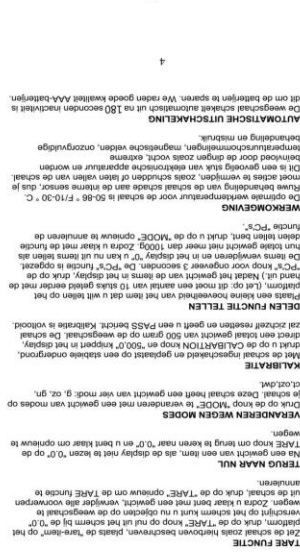 TARE FUNCTIE
Zet de schaal zoals hierboven beschreven, plaats de "tare-item" op het
platform, druk op de "TARE" knop op nul uit het scherm bij de "0.0"
verschijnt op het scherm kunt u nu objecten op de weegschaal te
wegen. Zodra u klaar bent met een gewicht, verwijder alle voorwerpen
uit de schaal, druk op de "TARE" opnieuw om de TARE functie te
annuleren.
TERUG NAAR NUL
Na een gewicht van een item, als de display niet te lezen "0.0" op de
TARE knop om terug te keren naar "0.0" en u bent klaar om opnieuw te
wegen.
VERANDEREN WEGEN MODES
Druk op de knop "MODE" te veranderen met een gewicht van modes op
je schaal. Deze schaal heeft een gewicht van vier modi: g, oz, gn,
ct,ozt,dwt.
KALIBRATIE
Met de schaal ingeschakeld en geplaatst op een stabiele ondergrond,
drukt u op de CALIBARTION knop en "500.0" knippert in het display,
direct een totaal gewicht van 500 gram op de weegschaal. De schaal
zal zichzelf resetten en geeft u een PASS bericht. Kalibratie is voltooid.
DELEN FUNCTIE TELLEN
Plaats een kleine hoeveelheid van het item dat u wilt tellen op het
platform, (Let op: dit moet een aantal van 10 stuks geteld eerder met de
hand uit,) Nadat het gewicht van de items in het display, druk op de
"PCs" knop voor ongeveer 3 seconden. De "PCs" functie is opgezet.
De items verwijderen en in het display "0" u kan nu uit items tellen als
hun totale gewicht niet meer dan 1000g. Zodra u klaar met de functie
delen tellen bent, drukt u op de "MODE" opnieuw te annuleren de
functie "PCs",
WERKOMGEVING
De optimale werktemperatuur voor de schaal is 50-86 ° F/10-30 ° C.
Ruwe behandeling van de schaal schade aan de interne sensor, dus je
moet acties te vermijden, zoals schudden of laten vallen van de schaal.
Dit is een gevoelig stuk van elektronische apparatuur en worden
beïnvloed door de dingen zoals vocht, extreme
temperatuurschommelingen, magnetische velden, onzorgvuldige
behandeling en misbruik.
AUTOMATISCHE UITSCHAKELING
De weegschaal schakelt automatisch uit na 180 seconden inactiviteit is
dit om de batterijen te sparen. We raden goede kwaliteit AAA-batterijen.
4